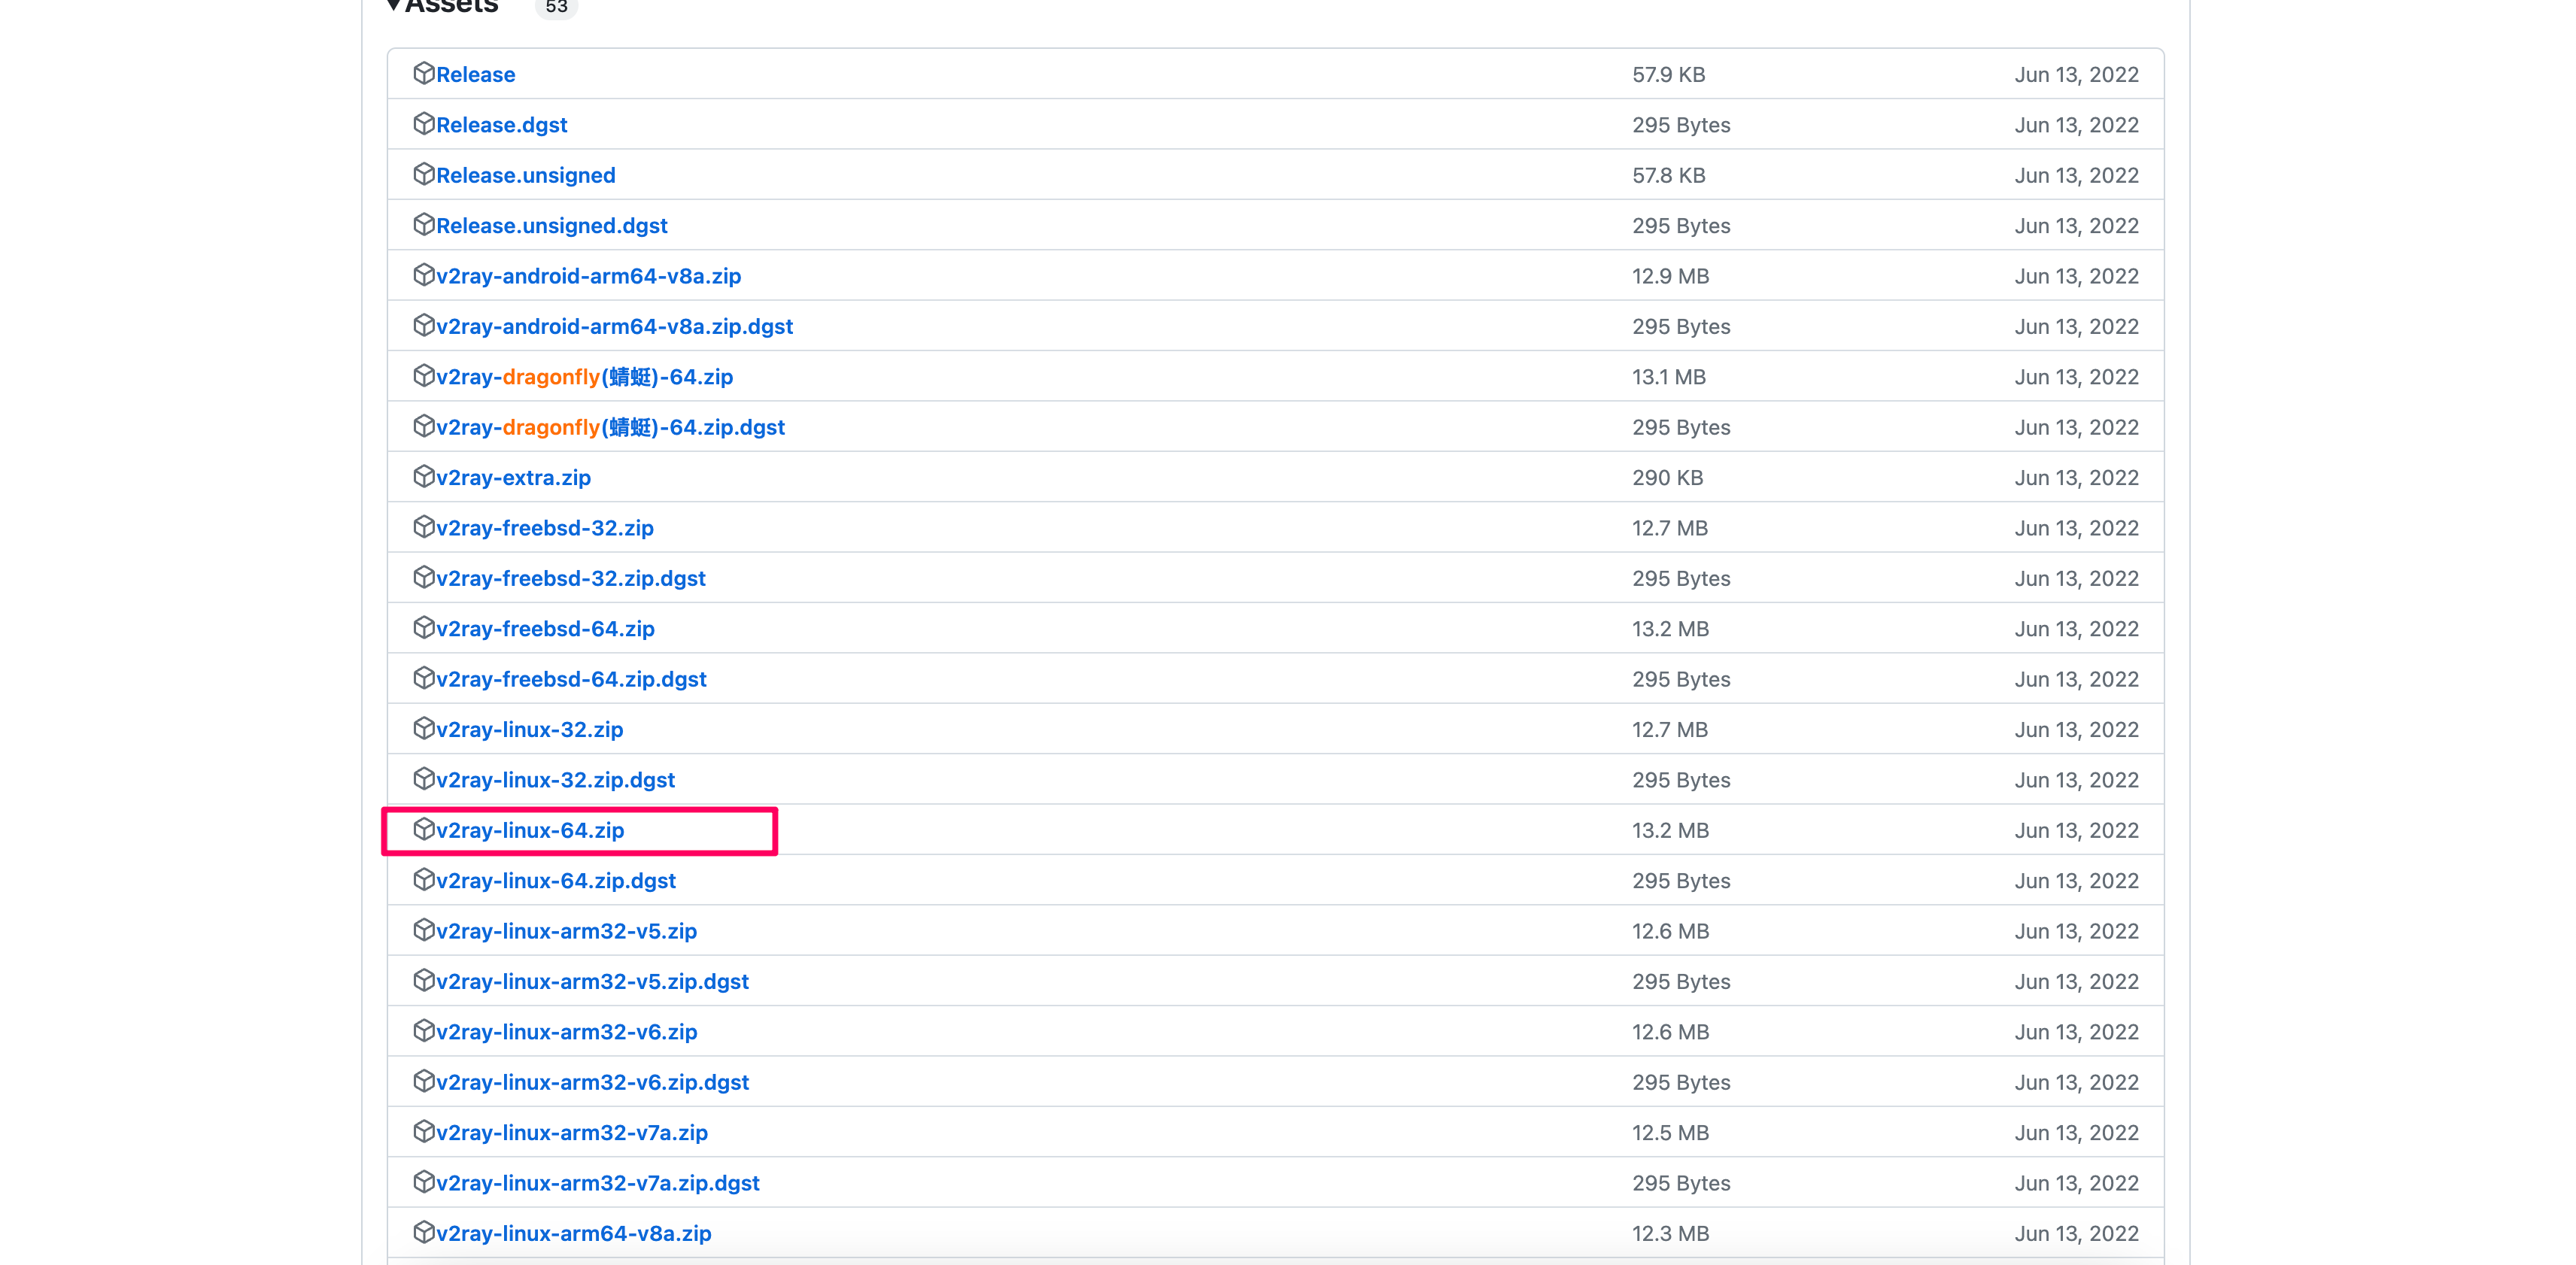 ▾Assets 53
Release 57.9 KB Jun 13, 2022
Release.dgst 295 Bytes Jun 13, 2022
Release.unsigned 57.8 KB Jun 13, 2022
Release.unsigned.dgst 295 Bytes Jun 13, 2022
v2ray-android-arm64-v8a.zip 12.9 MB Jun 13, 2022
v2ray-android-arm64-v8a.zip.dgst 295 Bytes Jun 13, 2022
v2ray-dragonfly(蜻蜓)-64.zip 13.1 MB Jun 13, 2022
v2ray-dragonfly(蜻蜓)-64.zip.dgst 295 Bytes Jun 13, 2022
v2ray-extra.zip 290 KB Jun 13, 2022
v2ray-freebsd-32.zip 12.7 MB Jun 13, 2022
v2ray-freebsd-32.zip.dgst 295 Bytes Jun 13, 2022
v2ray-freebsd-64.zip 13.2 MB Jun 13, 2022
v2ray-freebsd-64.zip.dgst 295 Bytes Jun 13, 2022
v2ray-linux-32.zip 12.7 MB Jun 13, 2022
v2ray-linux-32.zip.dgst 295 Bytes Jun 13, 2022
v2ray-linux-64.zip 13.2 MB Jun 13, 2022
v2ray-linux-64.zip.dgst 295 Bytes Jun 13, 2022
v2ray-linux-arm32-v5.zip 12.6 MB Jun 13, 2022
v2ray-linux-arm32-v5.zip.dgst 295 Bytes Jun 13, 2022
v2ray-linux-arm32-v6.zip 12.6 MB Jun 13, 2022
v2ray-linux-arm32-v6.zip.dgst 295 Bytes Jun 13, 2022
v2ray-linux-arm32-v7a.zip 12.5 MB Jun 13, 2022
v2ray-linux-arm32-v7a.zip.dgst 295 Bytes Jun 13, 2022
v2ray-linux-arm64-v8a.zip 12.3 MB Jun 13, 2022